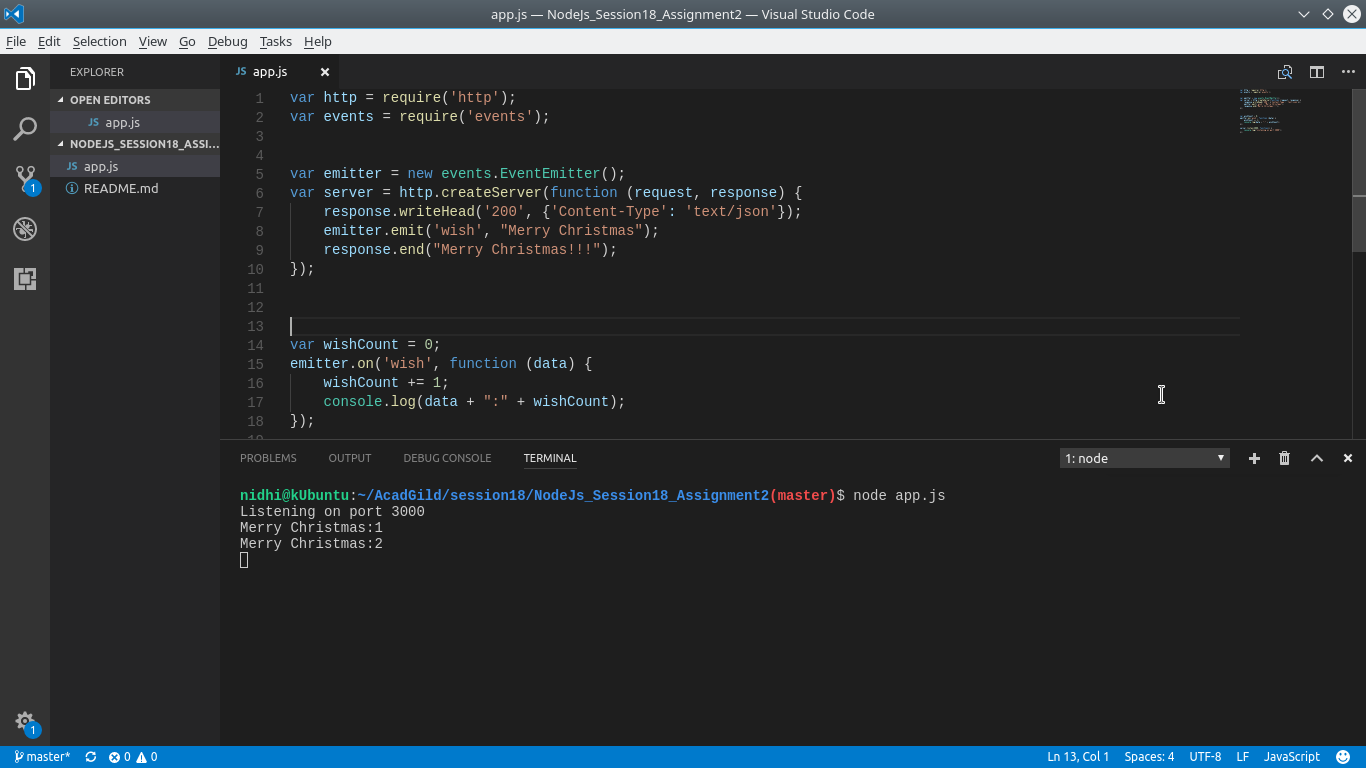 app.js — NodeJs_Session18_Assignment2 — Visual Studio Code
File Edit Selection View Go Debug Tasks Help
EXPLORER
OPEN EDITORS
JS app.js
NODEJS_SESSION18_ASSI...
JS app.js
README.md
1
1
JS app.js
1 var http = require('http');
2 var events = require('events');
3
4
5 var emitter = new events.EventEmitter();
6 var server = http.createServer(function (request, response) {
7     response.writeHead('200', {'Content-Type': 'text/json'});
8     emitter.emit('wish', "Merry Christmas");
9     response.end("Merry Christmas!!!");
10 });
11
12
13
14 var wishCount = 0;
15 emitter.on('wish', function (data) {
16     wishCount += 1;
17     console.log(data + ":" + wishCount);
18 });
PROBLEMS OUTPUT DEBUG CONSOLE TERMINAL 1: node
nidhi@kUbuntu:~/AcadGild/session18/NodeJs_Session18_Assignment2(master)$ node app.js
Listening on port 3000
Merry Christmas:1
Merry Christmas:2
master* 0 0 Ln 13, Col 1 Spaces: 4 UTF-8 LF JavaScript